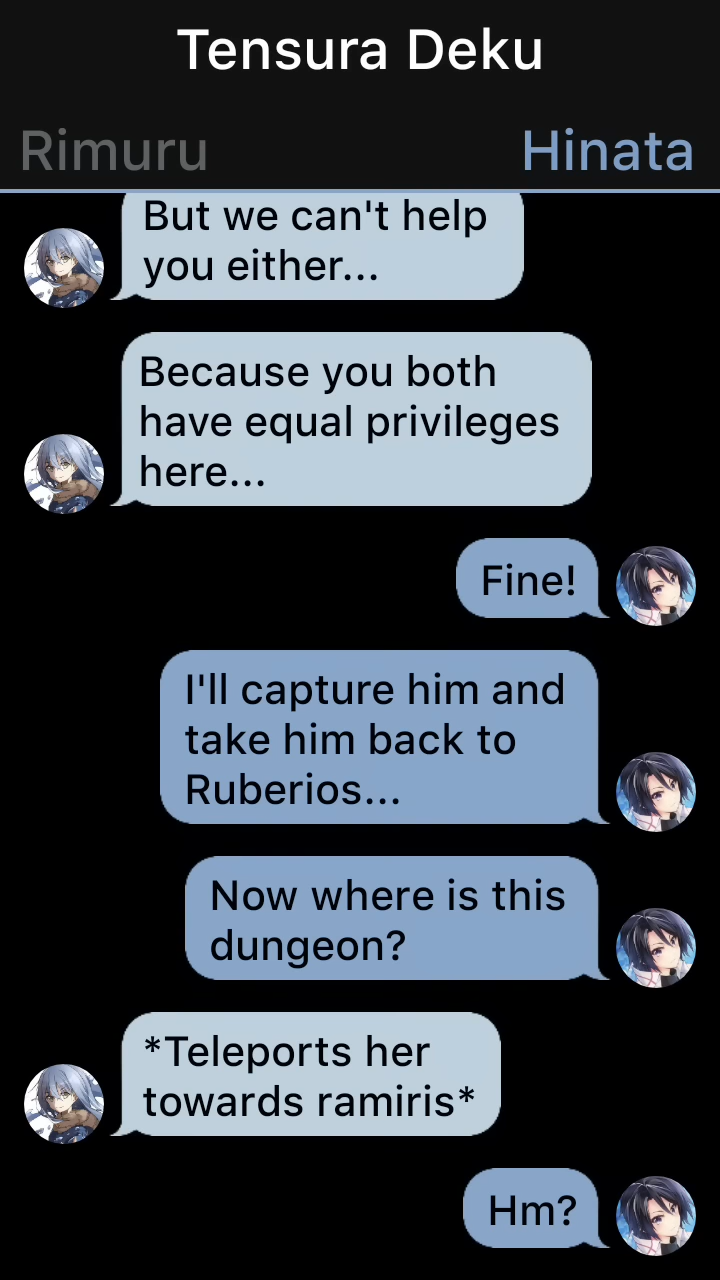 Tensura Deku
Rimuru
Hinata
But we can't help
you either...
Because you both
have equal privileges
here...
Fine!
I'll capture him and
take him back to
Ruberios...
Now where is this
dungeon?
*Teleports her
towards ramiris*
Hm?